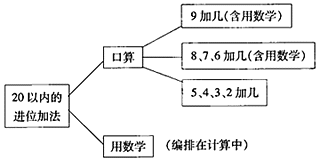 9加几(含用数学)
口算
8,7,6加几(含用数学)
20以内的
进位加法
5、4、3、2加几
用数学 (编排在计算中)